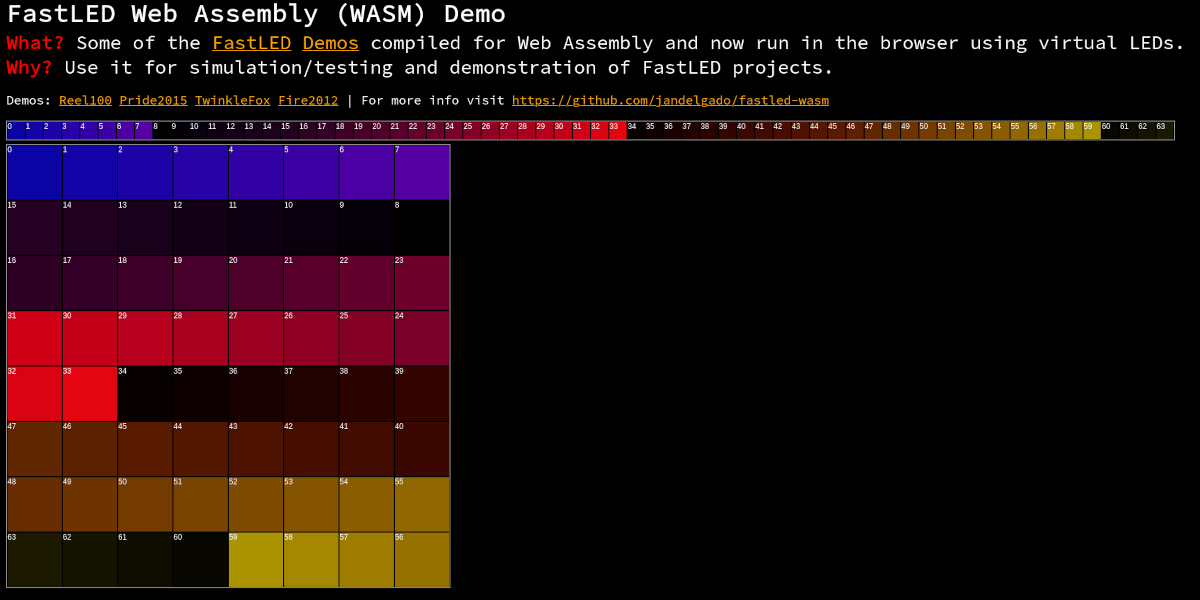 FastLED Web Assembly (WASM) Demo
What? Some of the FastLED Demos compiled for Web Assembly and now run in the browser using virtual LEDs.
Why? Use it for simulation/testing and demonstration of FastLED projects.
Demos: Reel100 Pride2015 TwinkleFox Fire2012 | For more info visit https://github.com/jandelgado/fastled-wasm
0 1 2 3 4 5 6 7 8 9 10 11 12 13 14 15 16 17 18 19 20 21 22 23 24 25 26 27 28 29 30 31 32 33 34 35 36 37 38 39 40 41 42 43 44 45 46 47 48 49 50 51 52 53 54 55 56 57 58 59 60 61 62 63
0 1 2 3 4 5 6 7
15 14 13 12 11 10 9 8
16 17 18 19 20 21 22 23
31 30 29 28 27 26 25 24
32 33 34 35 36 37 38 39
47 46 45 44 43 42 41 40
48 49 50 51 52 53 54 55
63 62 61 60 59 58 57 56